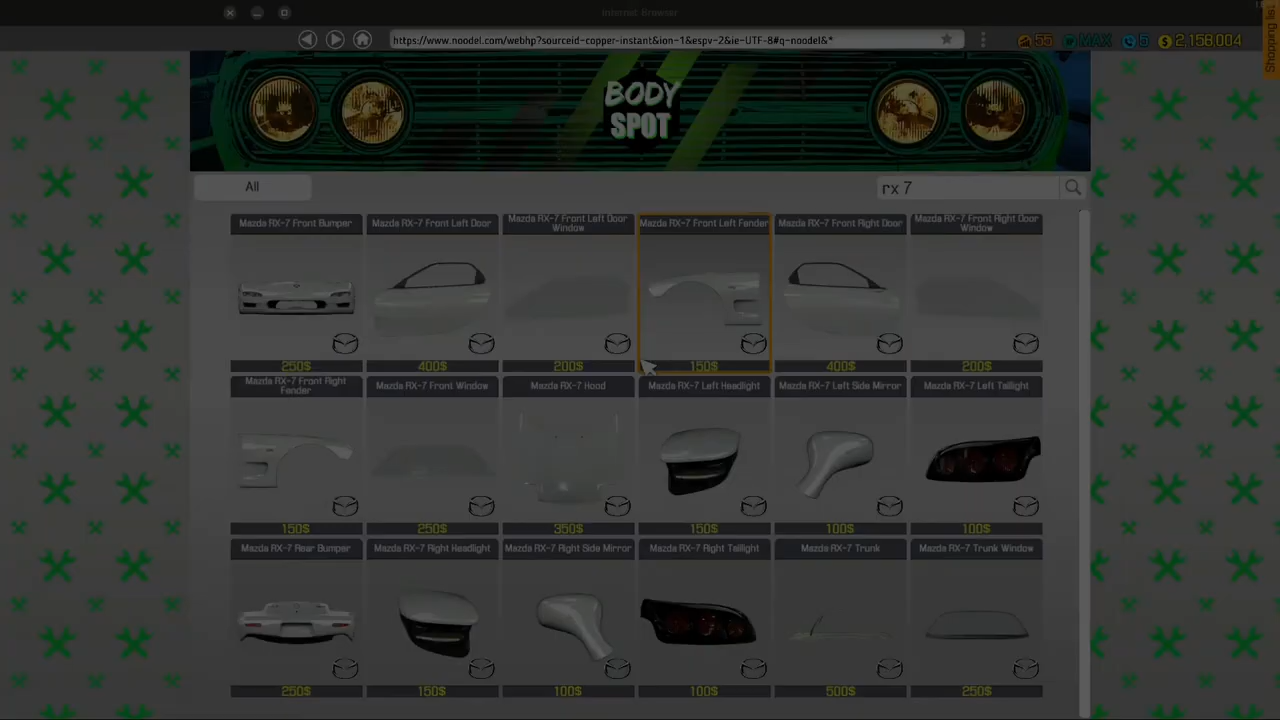 Internet Browser
https://www.noodel.com/webhp?sourceid-copper-instant&ion-1&espv-2&ie-UTF-8#q-noodel&*
55 MAX 5 $ 2,158,004
Shopping list
BODY
SPOT
All
rx 7
Mazda RX-7 Front Bumper
Mazda RX-7 Front Left Door
Mazda RX-7 Front Left Door
Window
Mazda RX-7 Front Left Fender
Mazda RX-7 Front Right Door
Mazda RX-7 Front Right Door
Window
250$
400$
200$
150$
400$
200$
Mazda RX-7 Front Right
Fender
Mazda RX-7 Front Window
Mazda RX-7 Hood
Mazda RX-7 Left Headlight
Mazda RX-7 Left Side Mirror
Mazda RX-7 Left Taillight
150$
250$
350$
150$
100$
100$
Mazda RX-7 Rear Bumper
Mazda RX-7 Right Headlight
Mazda RX-7 Right Side Mirror
Mazda RX-7 Right Taillight
Mazda RX-7 Trunk
Mazda RX-7 Trunk Window
250$
150$
100$
100$
500$
250$